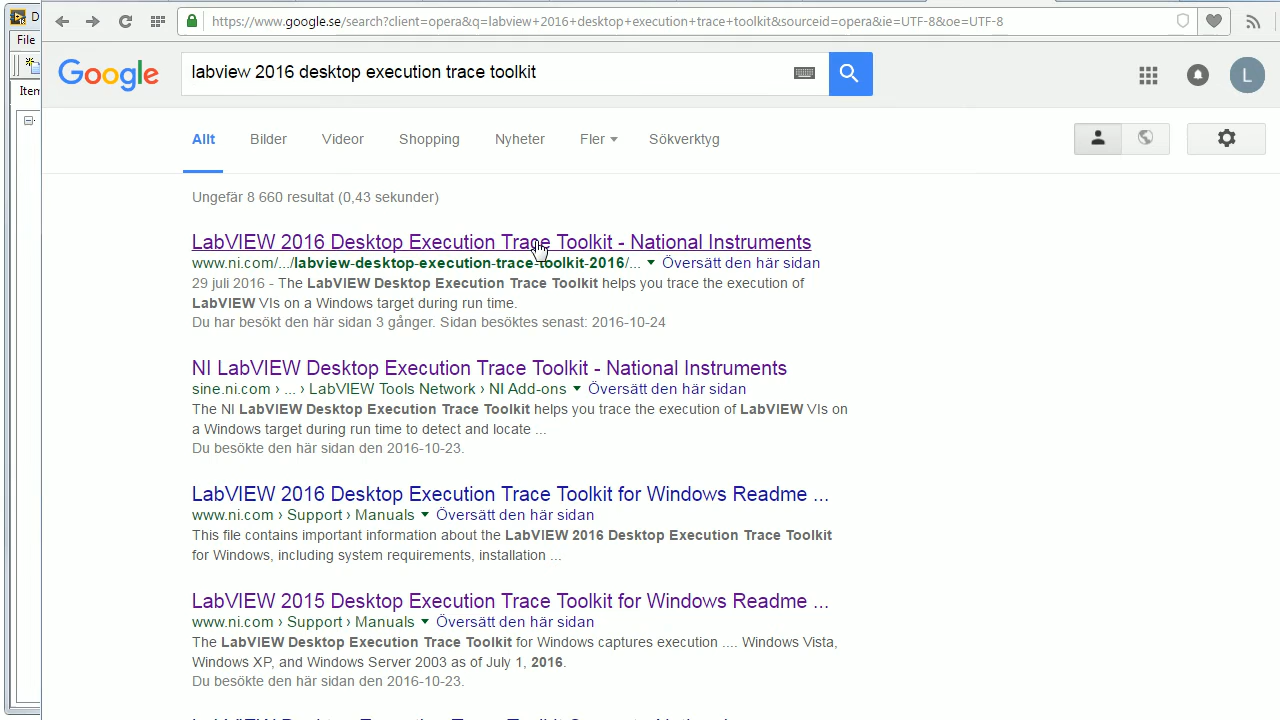 D
https://www.google.se/search?client=opera&q=labview+2016+desktop+execution+trace+toolkit&sourceid=opera&ie=UTF-8&oe=UTF-8
File
Google
labview 2016 desktop execution trace toolkit
L
Item
Allt
Bilder
Videor
Shopping
Nyheter
Fler
Sökverktyg
Ungefär 8 660 resultat (0,43 sekunder)
LabVIEW 2016 Desktop Execution Trace Toolkit - National Instruments
www.ni.com/.../labview-desktop-execution-trace-toolkit-2016/... Översätt den här sidan
29 juli 2016 - The LabVIEW Desktop Execution Trace Toolkit helps you trace the execution of
LabVIEW VIs on a Windows target during run time.
Du har besökt den här sidan 3 gånger. Sidan besöktes senast: 2016-10-24
NI LabVIEW Desktop Execution Trace Toolkit - National Instruments
sine.ni.com › ... › LabVIEW Tools Network › NI Add-ons Översätt den här sidan
The NI LabVIEW Desktop Execution Trace Toolkit helps you trace the execution of LabVIEW VIs on
a Windows target during run time to detect and locate ...
Du besökte den här sidan den 2016-10-23.
LabVIEW 2016 Desktop Execution Trace Toolkit for Windows Readme ...
www.ni.com › Support › Manuals Översätt den här sidan
This file contains important information about the LabVIEW 2016 Desktop Execution Trace Toolkit
for Windows, including system requirements, installation ...
LabVIEW 2015 Desktop Execution Trace Toolkit for Windows Readme ...
www.ni.com › Support › Manuals Översätt den här sidan
The LabVIEW Desktop Execution Trace Toolkit for Windows captures execution .... Windows Vista,
Windows XP, and Windows Server 2003 as of July 1, 2016.
Du besökte den här sidan den 2016-10-23.